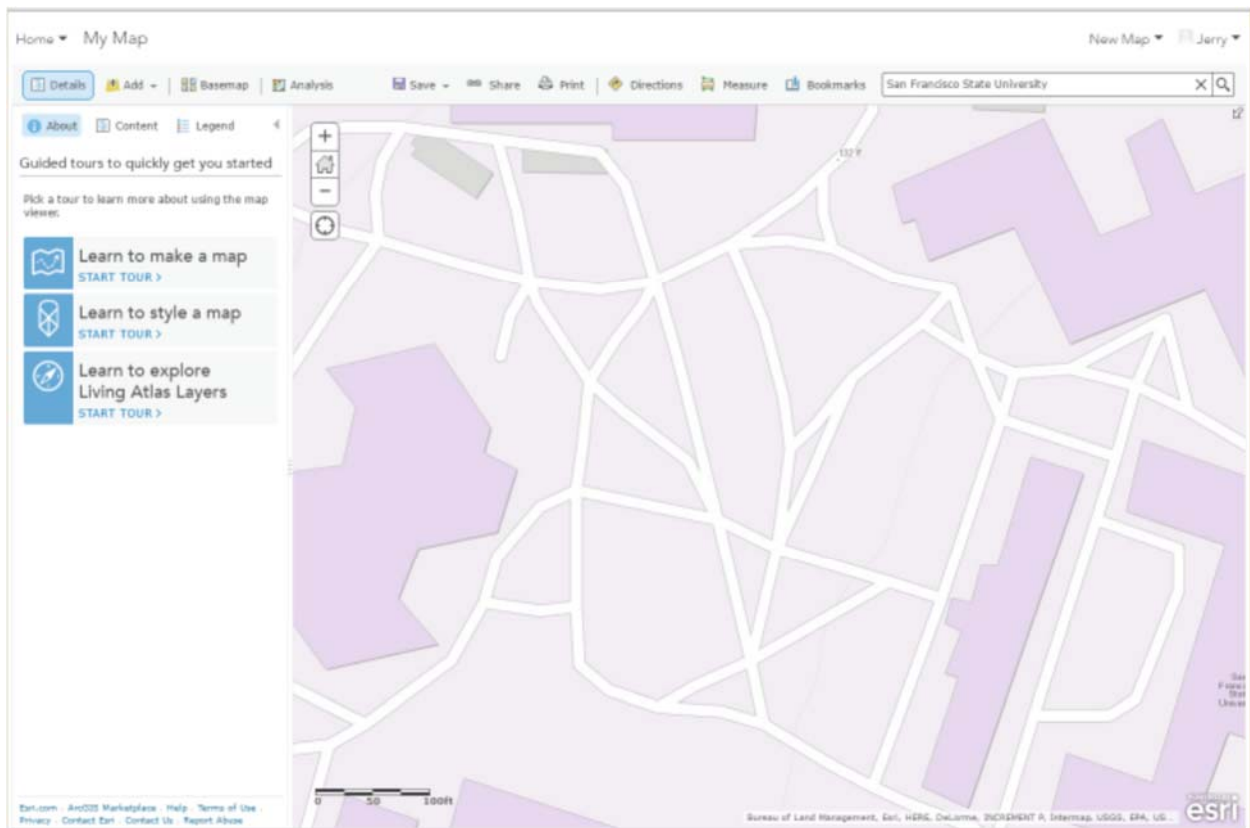 Home My Map New Map Jerry
Details Add Basemap Analysis Save Share Print Directions Measure Bookmarks San Francisco State University
About Content Legend
Guided tours to quickly get you started
Pick a tour to learn more about using the map
viewer.
Learn to make a map
START TOUR >
Learn to style a map
START TOUR >
Learn to explore
Living Atlas Layers
START TOUR >
132 ft
San
State
0 50 100ft
Esri.com . ArcGIS Marketplace . Help . Terms of Use .
Privacy . Contact Esri . Contact Us . Report Abuse
Bureau of Land Management, Esri, HERE, DeLorme, INCREMENT P, Intermap, USGS, EPA, US...
esri